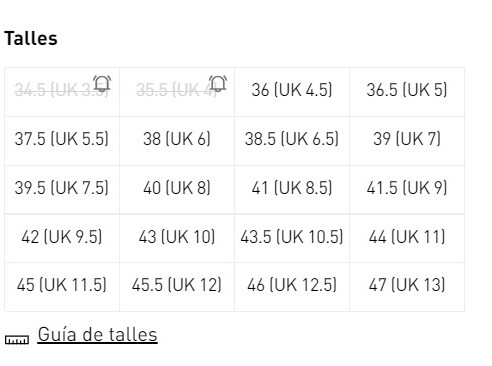 Talles
34.5 (UK 3.5) 35.5 (UK 4) 36 (UK 4.5) 36.5 (UK 5)
37.5 (UK 5.5) 38 (UK 6) 38.5 (UK 6.5) 39 (UK 7)
39.5 (UK 7.5) 40 (UK 8) 41 (UK 8.5) 41.5 (UK 9)
42 (UK 9.5) 43 (UK 10) 43.5 (UK 10.5) 44 (UK 11)
45 (UK 11.5) 45.5 (UK 12) 46 (UK 12.5) 47 (UK 13)
Guía de talles